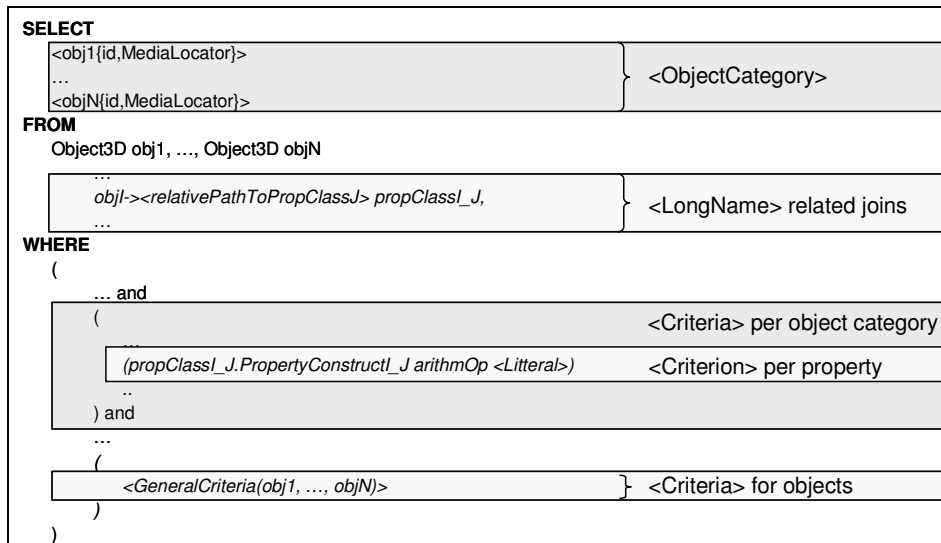 SELECT
<obj1{id,MediaLocator}>
…
<objN{id,MediaLocator}>
<ObjectCategory>
FROM
Object3D obj1, …, Object3D objN
…
objI-><relativePathToPropClassJ> propClassI_J,
…
<LongName> related joins
WHERE
(
… and
(
<Criteria> per object category
...
(propClassI_J.PropertyConstructI_J arithmOp <Litteral>)
<Criterion> per property
..
) and
…
(
<GeneralCriteria(obj1, …, objN)>
<Criteria> for objects
)
)